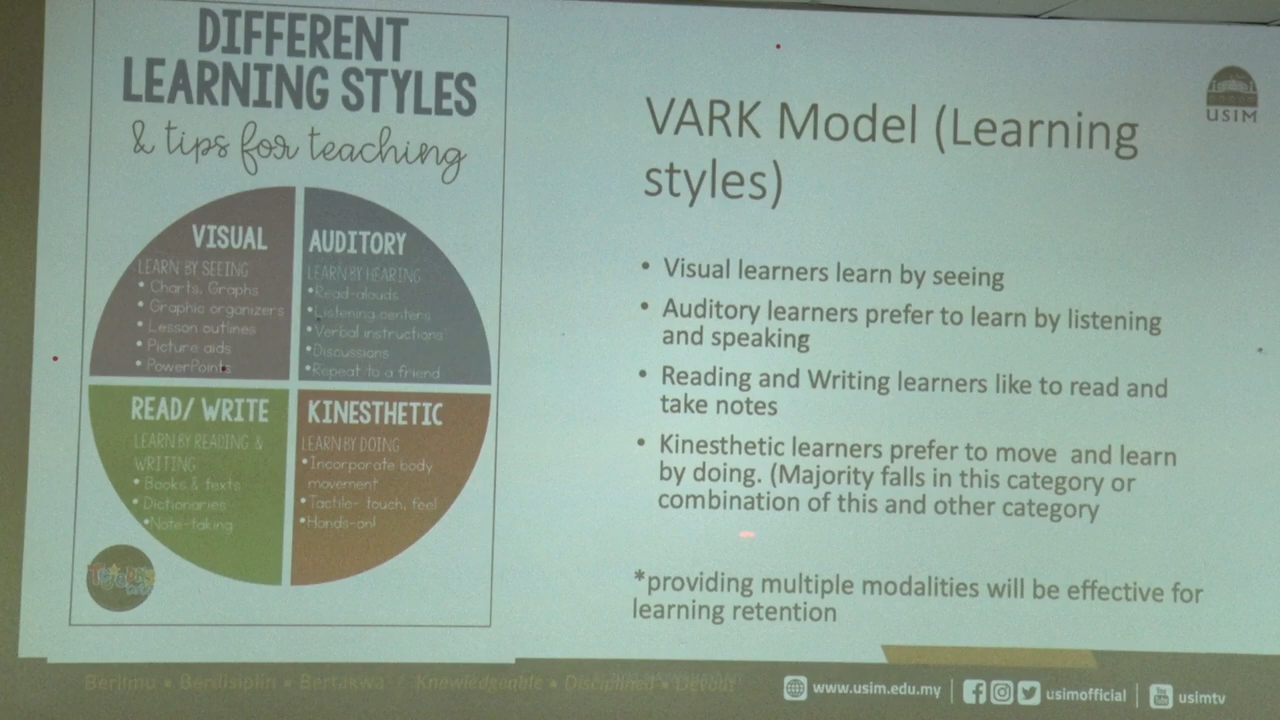 DIFFERENT
LEARNING STYLES
& tips for teaching
VISUAL
LEARN BY SEEING
• Charts, Graphs
• Graphic organizers
• Lesson outlines
• Picture aids
• PowerPoints
AUDITORY
LEARN BY HEARING
• Read-alouds
• Listening centers
• Verbal instructions
• Discussions
• Repeat to a friend
READ/ WRITE
LEARN BY READING &
WRITING
• Books & texts
• Dictionaries
• Note-taking
KINESTHETIC
LEARN BY DOING
• Incorporate body
movement
• Tactile- touch, feel
• Hands-on!
USIM
VARK Model (Learning
styles)
• Visual learners learn by seeing
• Auditory learners prefer to learn by listening
and speaking
• Reading and Writing learners like to read and
take notes
• Kinesthetic learners prefer to move and learn
by doing. (Majority falls in this category or
combination of this and other category
*providing multiple modalities will be effective for
learning retention
Berilmu • Berdisiplin • Bertakwa / Knowledgeable • Disciplined • Devout
www.usim.edu.my | usimofficial | usimtv